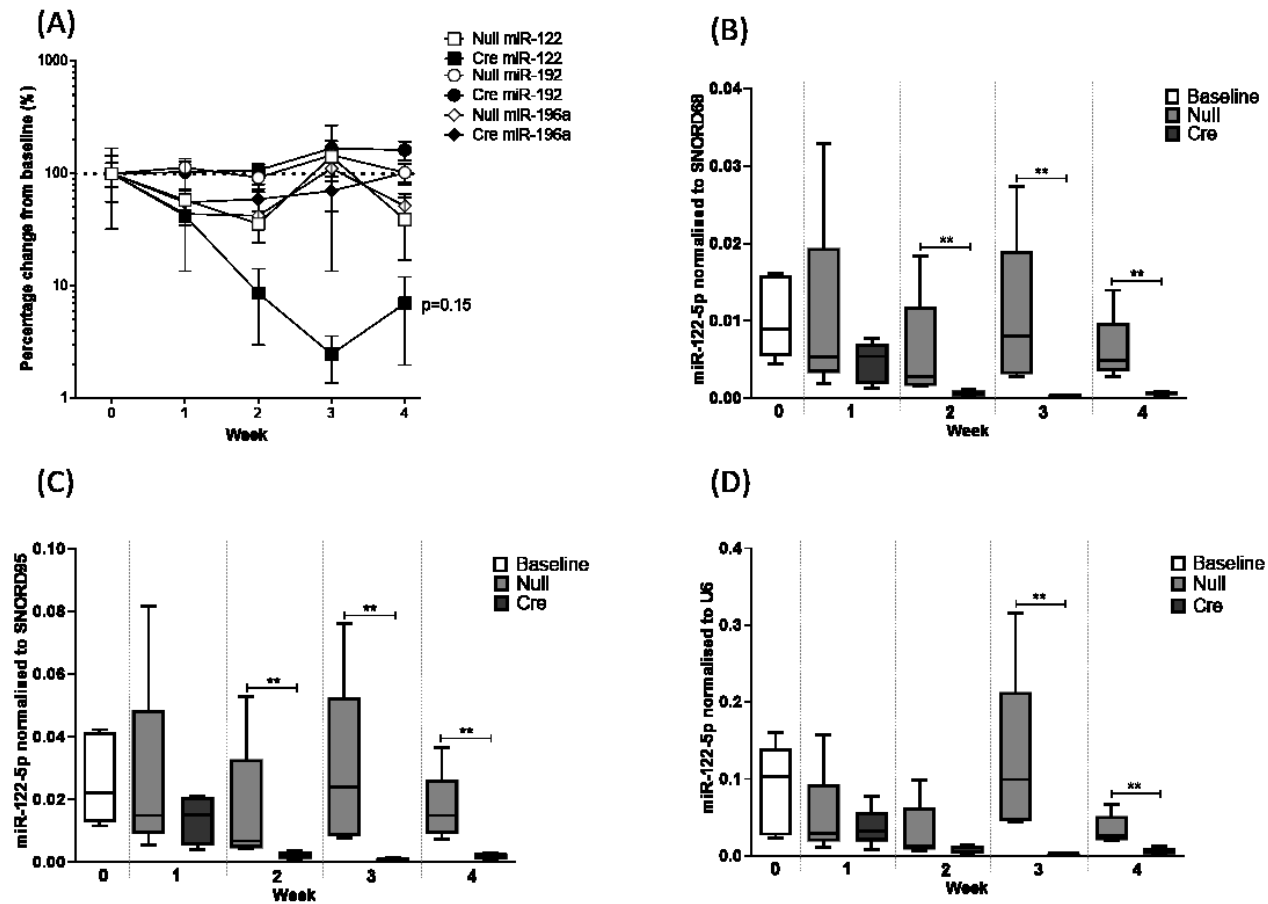 (A)
Null miR-122
Cre miR-122
Null miR-192
Cre miR-192
Null miR-196a
Cre miR-196a
Percentage change from baseline (%)
1000
100
10
1
p=0.15
0 1 2 3 4
Week
(B)
Baseline
Null
Cre
miR-122-5p normalised to SNORD68
0.04
0.03
0.02
0.01
0.00
** ** **
0 1 2 3 4
Week
(C)
Baseline
Null
Cre
miR-122-5p normalised to SNORD95
0.10
0.08
0.06
0.04
0.02
0.00
** ** **
0 1 2 3 4
Week
(D)
Baseline
Null
Cre
miR-122-5p normalised to U6
0.4
0.3
0.2
0.1
0.0
** **
0 1 2 3 4
Week